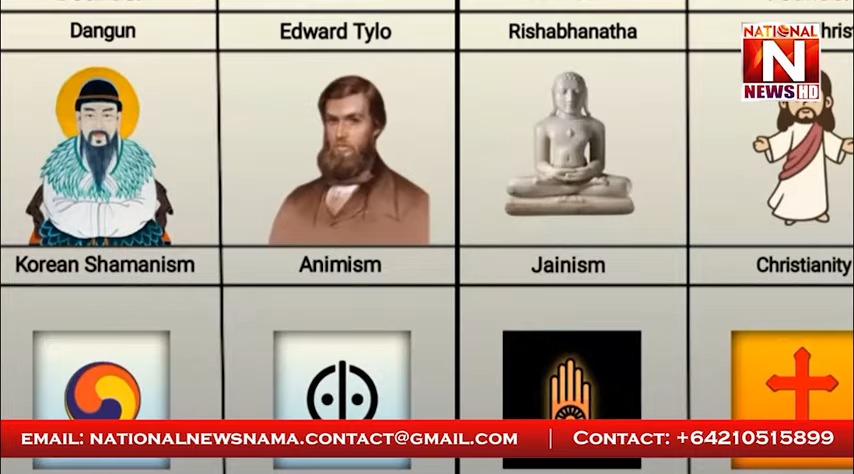 Dangun
Edward Tylo
Rishabhanatha
NATIONAL
N
NEWS HD
Korean Shamanism
Animism
Jainism
Christianity
EMAIL: NATIONALNEWSNAMA.CONTACT@GMAIL.COM | CONTACT: +64210515899